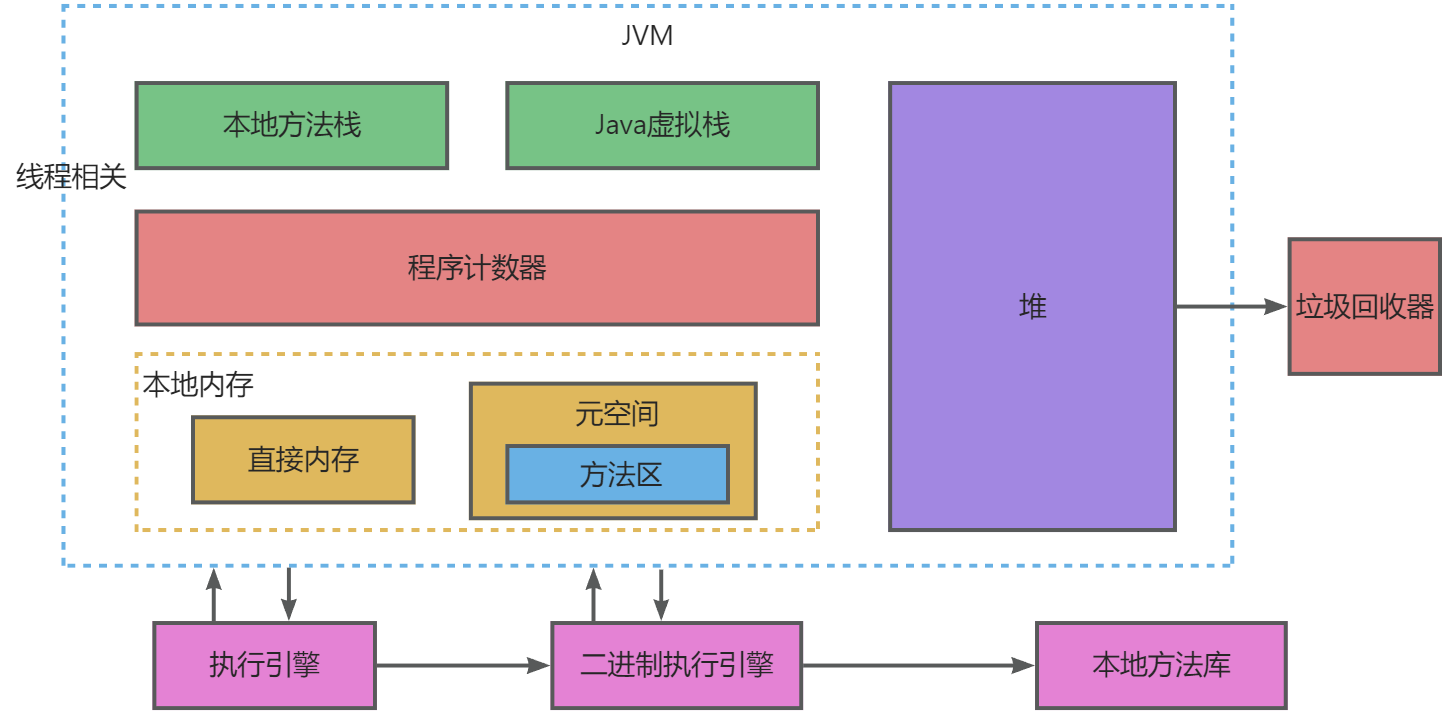 JVM
本地方法栈
Java虚拟栈
线程相关
程序计数器
堆
垃圾回收器
本地内存
直接内存
元空间
方法区
执行引擎
二进制执行引擎
本地方法库